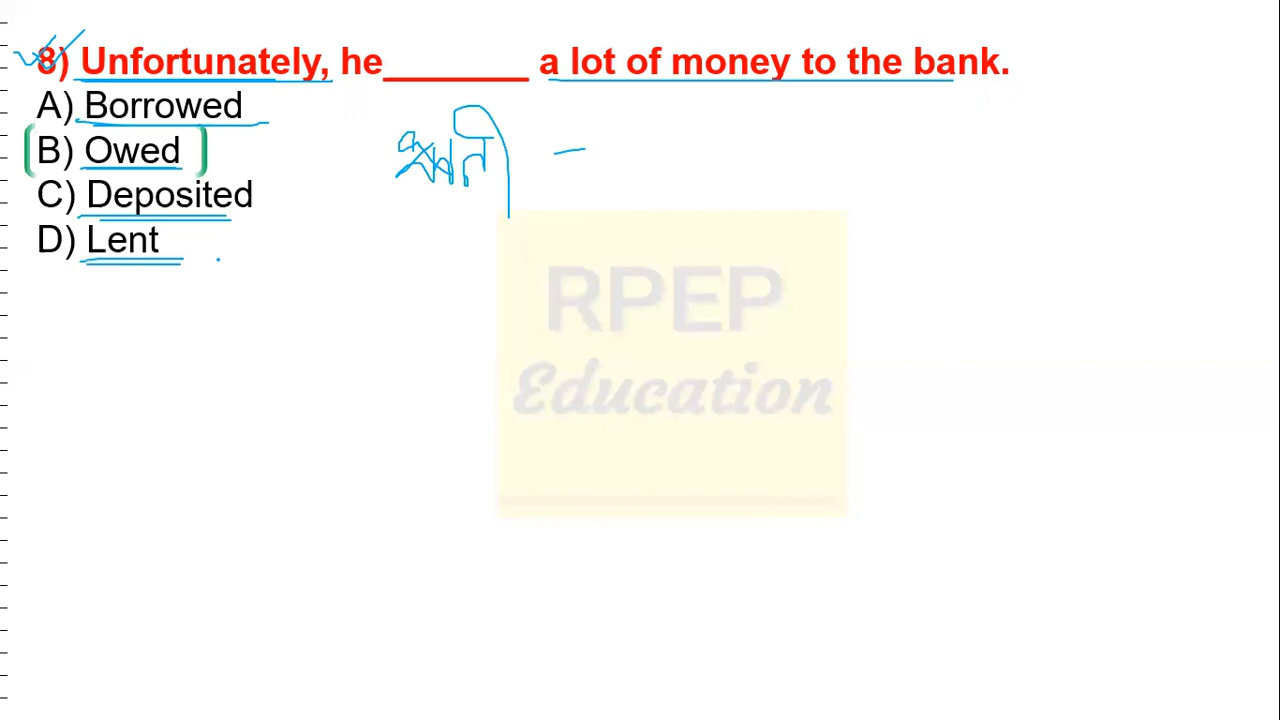 8) Unfortunately, he________ a lot of money to the bank.
A) Borrowed
B) Owed
C) Deposited
D) Lent
RPEP
Education